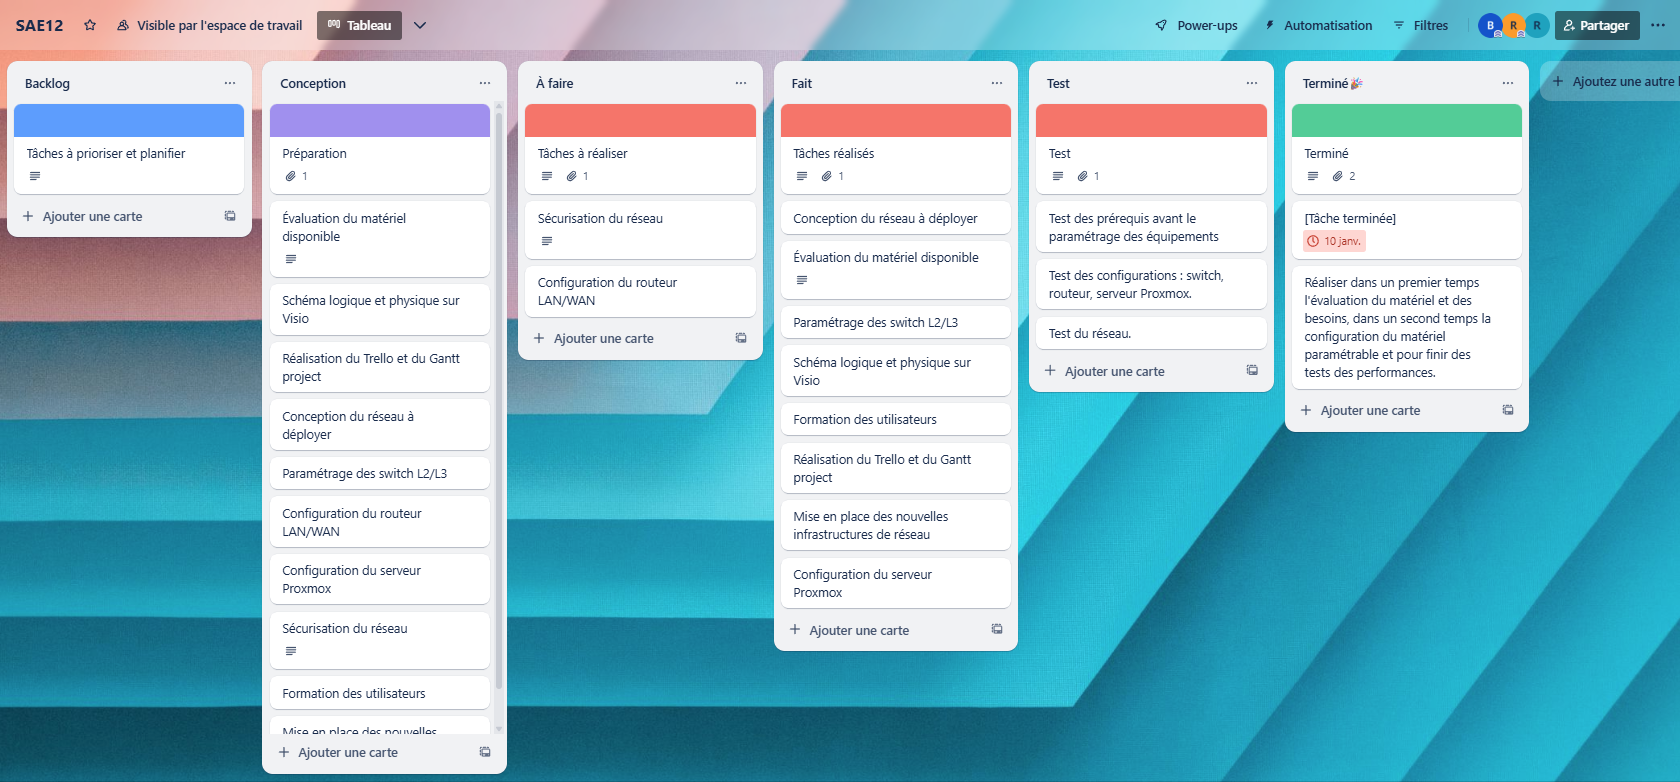 SAE12
Visible par l'espace de travail
Tableau
Power-ups
Automatisation
Filtres
B
R
R
Partager
Backlog
Tâches à prioriser et planifier
Ajouter une carte
Conception
Préparation
1
Évaluation du matériel
disponible
Schéma logique et physique sur
Visio
Réalisation du Trello et du Gantt
project
Conception du réseau à
déployer
Paramétrage des switch L2/L3
Configuration du routeur
LAN/WAN
Configuration du serveur
Proxmox
Sécurisation du réseau
Formation des utilisateurs
Mise en place des nouvelles
Ajouter une carte
À faire
Tâches à réaliser
1
Sécurisation du réseau
Configuration du routeur
LAN/WAN
Ajouter une carte
Fait
Tâches réalisés
1
Conception du réseau à déployer
Évaluation du matériel disponible
Paramétrage des switch L2/L3
Schéma logique et physique sur
Visio
Formation des utilisateurs
Réalisation du Trello et du Gantt
project
Mise en place des nouvelles
infrastructures de réseau
Configuration du serveur
Proxmox
Ajouter une carte
Test
Test
1
Test des prérequis avant le
paramétrage des équipements
Test des configurations : switch,
routeur, serveur Proxmox.
Test du réseau.
Ajouter une carte
Terminé🎉
Terminé
2
[Tâche terminée]
10 janv.
Réaliser dans un premier temps
l'évaluation du matériel et des
besoins, dans un second temps la
configuration du matériel
paramétrable et pour finir des
tests des performances.
Ajouter une carte
Ajoutez une autre l